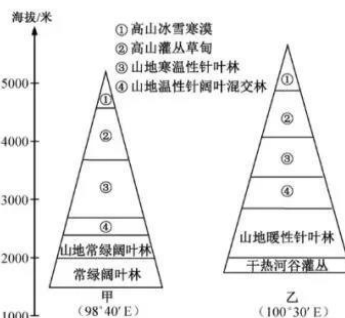 海拔/米
①高山冰雪寒漠
②高山灌丛草甸
③山地寒温性针叶林
④山地温性针阔叶混交林
5000
4000
3000
2000
1000
①
②
③
④
山地常绿阔叶林
常绿阔叶林
甲
(98°40′E)
①
②
③
④
山地暖性针叶林
干热河谷灌丛
乙
(100°30′E)